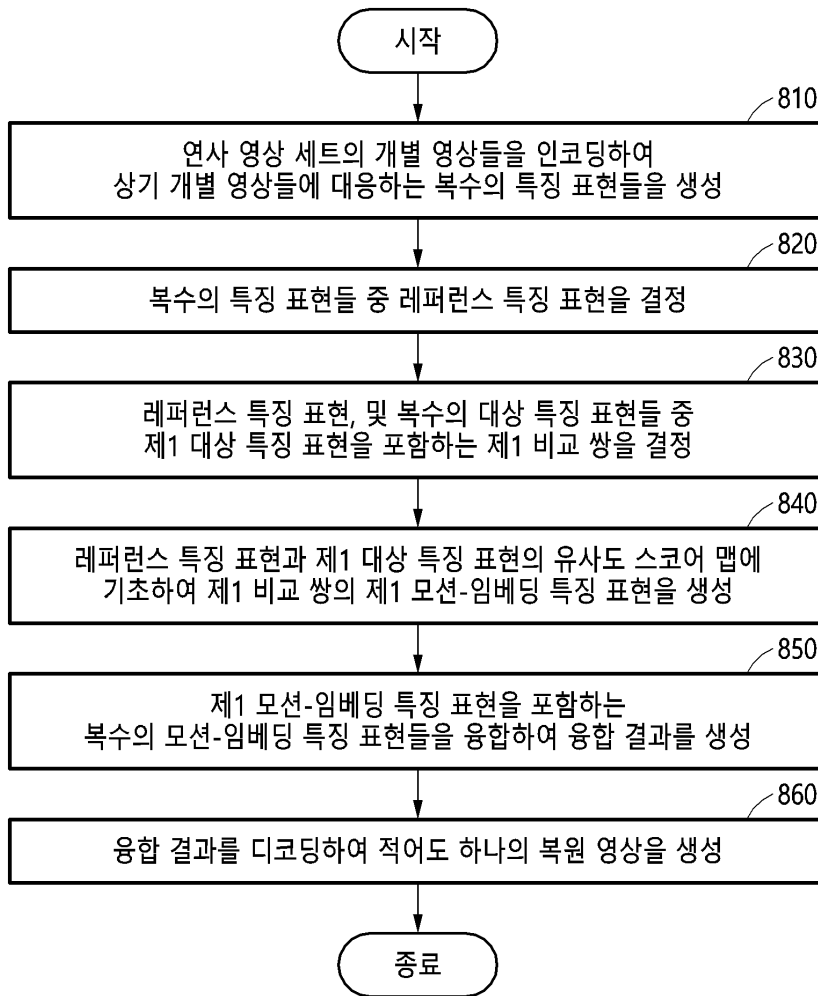 시작
810
연사 영상 세트의 개별 영상들을 인코딩하여
상기 개별 영상들에 대응하는 복수의 특징 표현들을 생성
820
복수의 특징 표현들 중 레퍼런스 특징 표현을 결정
830
레퍼런스 특징 표현, 및 복수의 대상 특징 표현들 중
제1 대상 특징 표현을 포함하는 제1 비교 쌍을 결정
840
레퍼런스 특징 표현과 제1 대상 특징 표현의 유사도 스코어 맵에
기초하여 제1 비교 쌍의 제1 모션-임베딩 특징 표현을 생성
850
제1 모션-임베딩 특징 표현을 포함하는
복수의 모션-임베딩 특징 표현들을 융합하여 융합 결과를 생성
860
융합 결과를 디코딩하여 적어도 하나의 복원 영상을 생성
종료